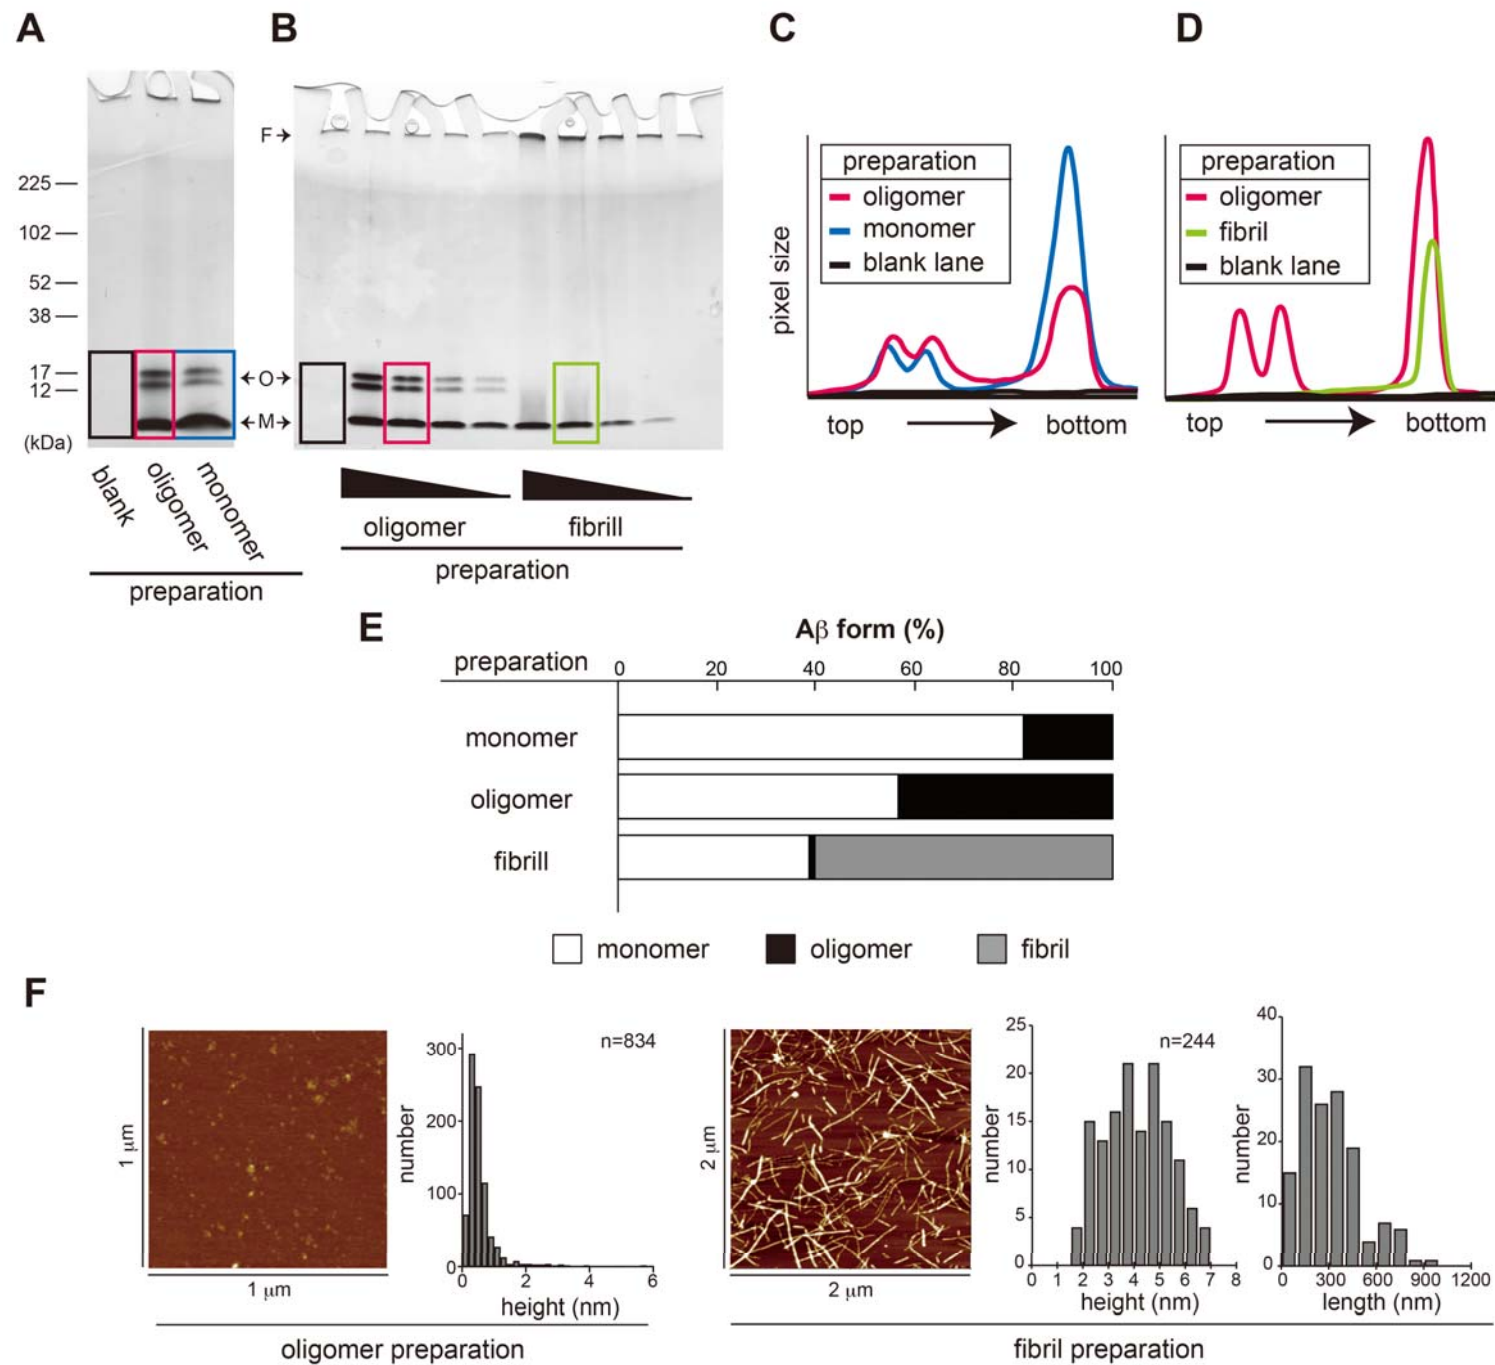 A
B
C
D
225
102
52
38
17
12
(kDa)
F
O
M
blank
oligomer
monomer
preparation
oligomer
fibrill
preparation
pixel size
preparation
oligomer
monomer
blank lane
top
bottom
preparation
oligomer
fibril
blank lane
top
bottom
E
Aβ form (%)
preparation
0 20 40 60 80 100
monomer
oligomer
fibrill
monomer
oligomer
fibril
F
1 μm
1 μm
number
300
200
100
0
n=834
0 2 4 6
height (nm)
oligomer preparation
2 μm
2 μm
number
25
20
15
10
5
0
n=244
0 1 2 3 4 5 6 7 8
height (nm)
number
40
30
20
10
0
0 300 600 900 1200
length (nm)
fibril preparation